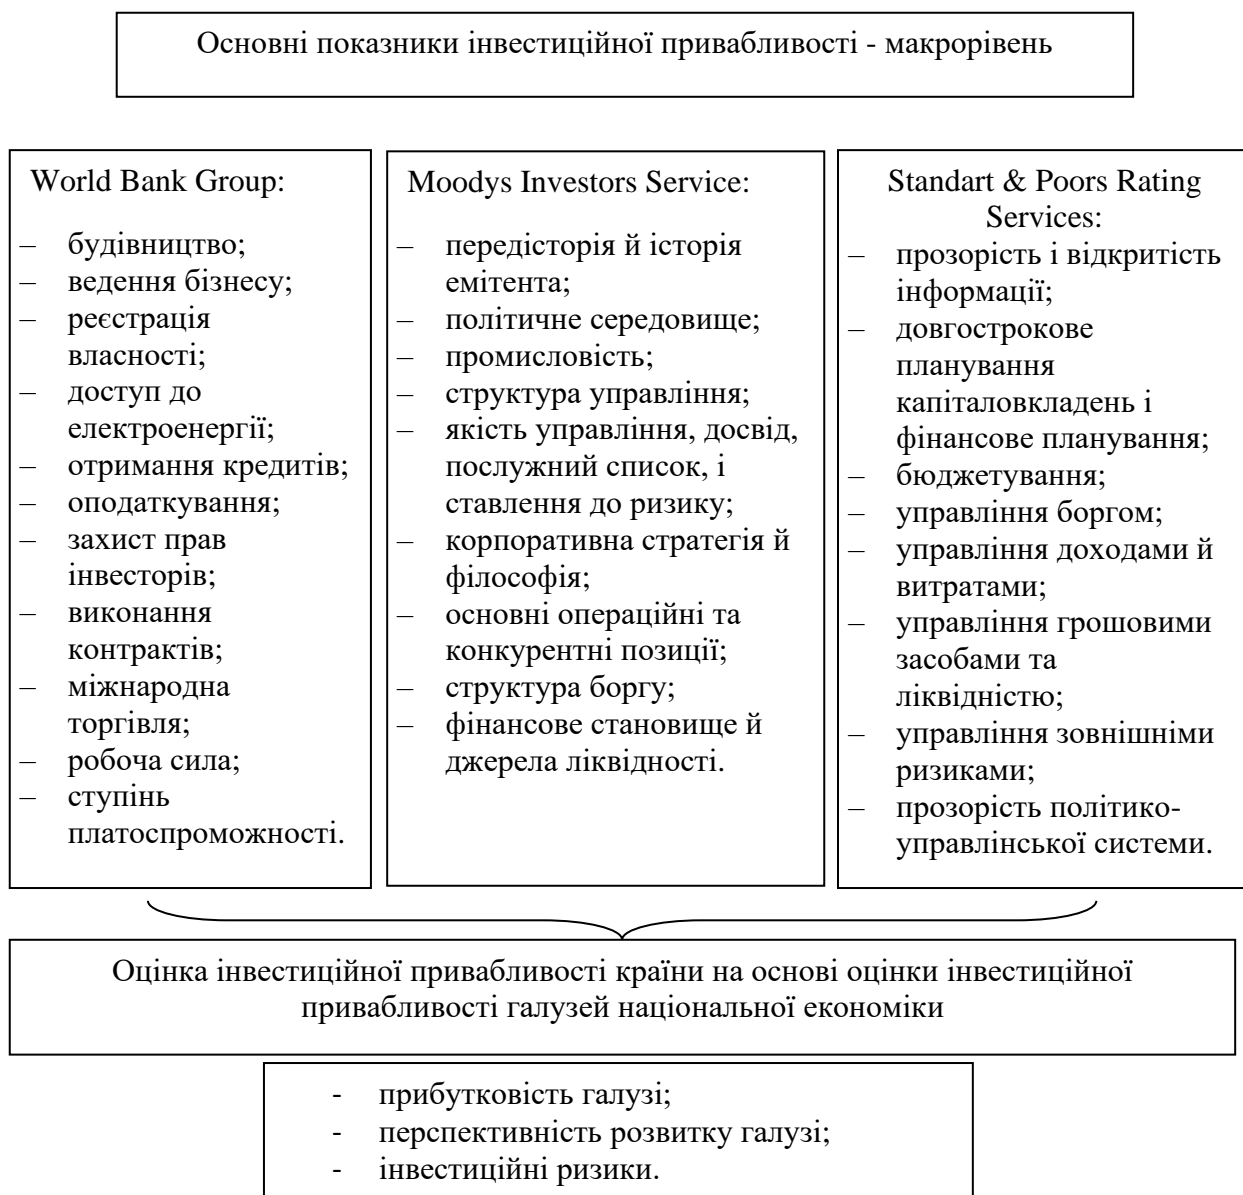 Основні показники інвестиційної привабливості - макрорівень
World Bank Group:
– будівництво;
– ведення бізнесу;
– реєстрація
власності;
– доступ до
електроенергії;
– отримання кредитів;
– оподаткування;
– захист прав
інвесторів;
– виконання
контрактів;
– міжнародна
торгівля;
– робоча сила;
– ступінь
платоспроможності.
Moodys Investors Service:
– передісторія й історія
емітента;
– політичне середовище;
– промисловість;
– структура управління;
– якість управління, досвід,
послужний список, і
ставлення до ризику;
– корпоративна стратегія й
філософія;
– основні операційні та
конкурентні позиції;
– структура боргу;
– фінансове становище й
джерела ліквідності.
Standart & Poors Rating
Services:
– прозорість і відкритість
інформації;
– довгострокове
планування
капіталовкладень і
фінансове планування;
– бюджетування;
– управління боргом;
– управління доходами й
витратами;
– управління грошовими
засобами та
ліквідністю;
– управління зовнішніми
ризиками;
– прозорість політико-
управлінської системи.
Оцінка інвестиційної привабливості країни на основі оцінки інвестиційної
привабливості галузей національної економіки
- прибутковість галузі;
- перспективність розвитку галузі;
- інвестиційні ризики.